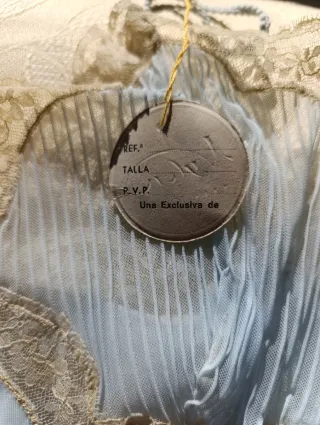 REF.ª
TALLA
P.V.P.
Una Exclusiva de